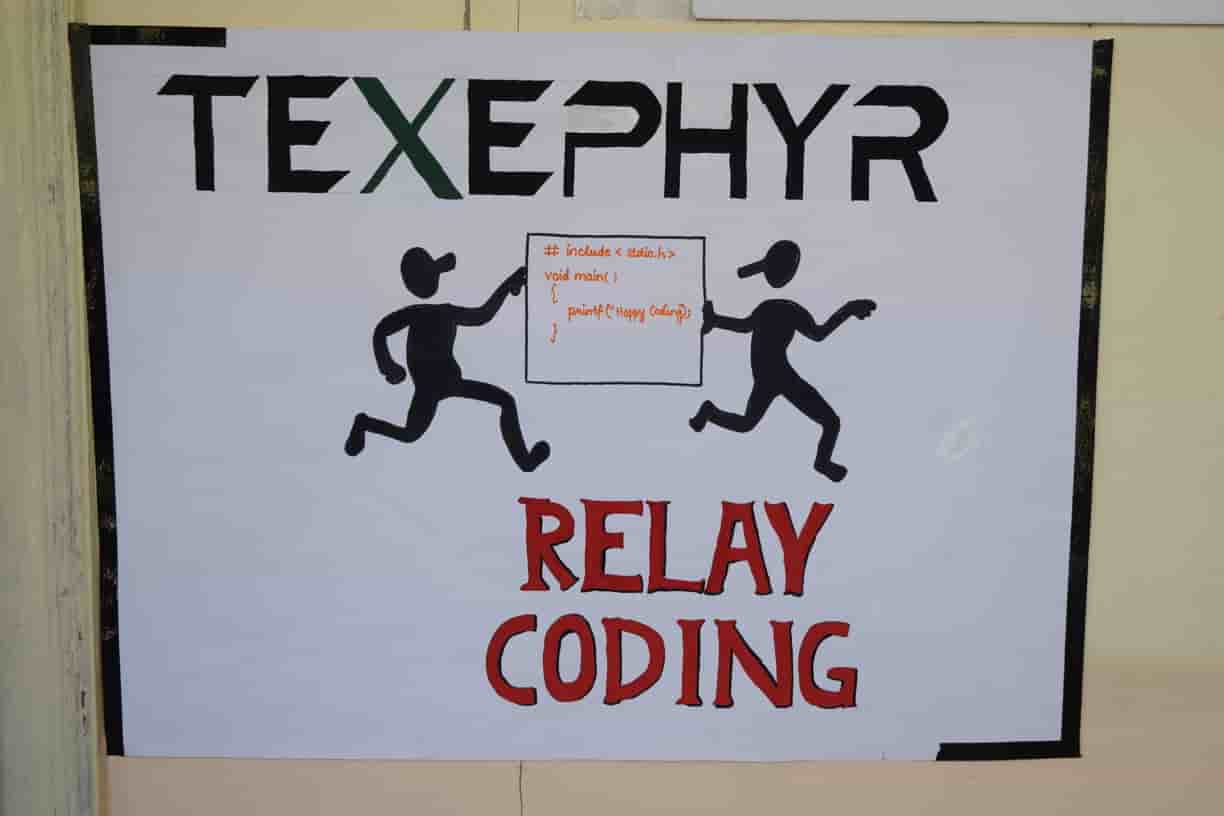 TEXEPHYR
## include < stdio.h>
void main( )
{
printf("Happy Coding");
}
RELAY
CODING